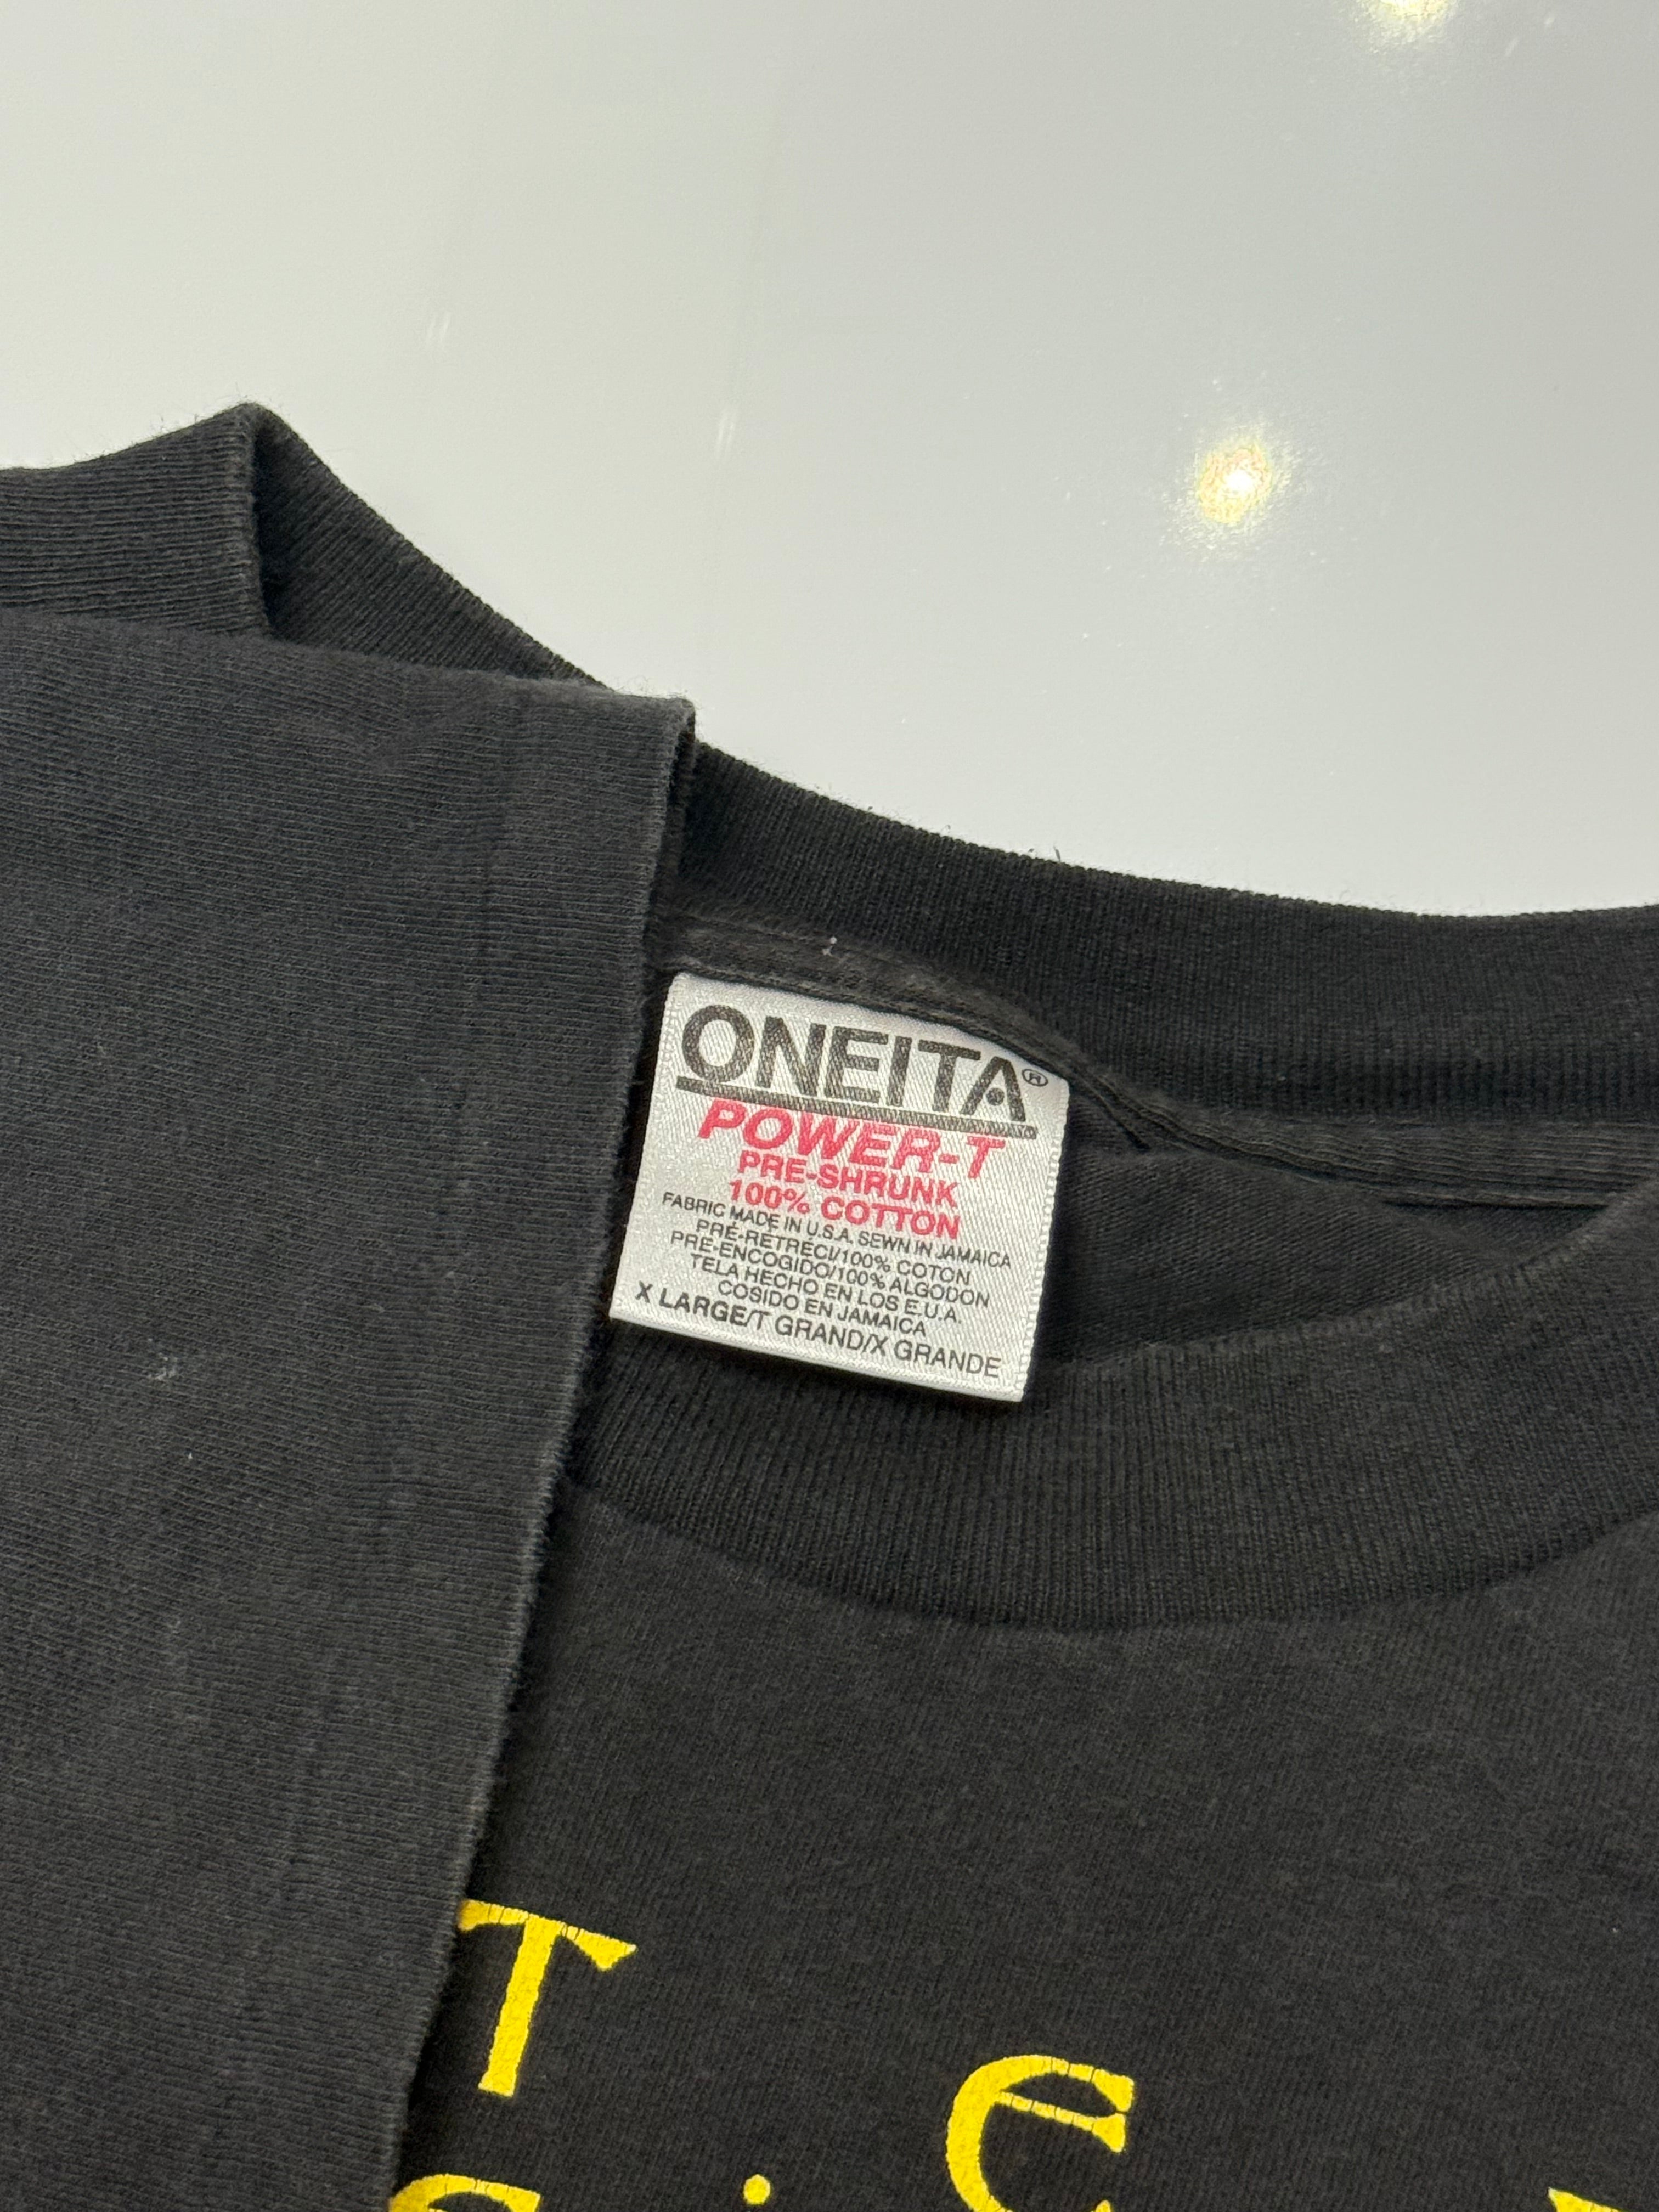 ONEITA®
POWER-T
PRE-SHRUNK
100% COTTON
FABRIC MADE IN U.S.A. SEWN IN JAMAICA
PRÉ-RETRÉCI/100% COTON
PRE-ENCOGIDO/100% ALGODON
TELA HECHO EN LOS E.U.A.
COSIDO EN JAMAICA
X LARGE/T GRAND/X GRANDE
T e